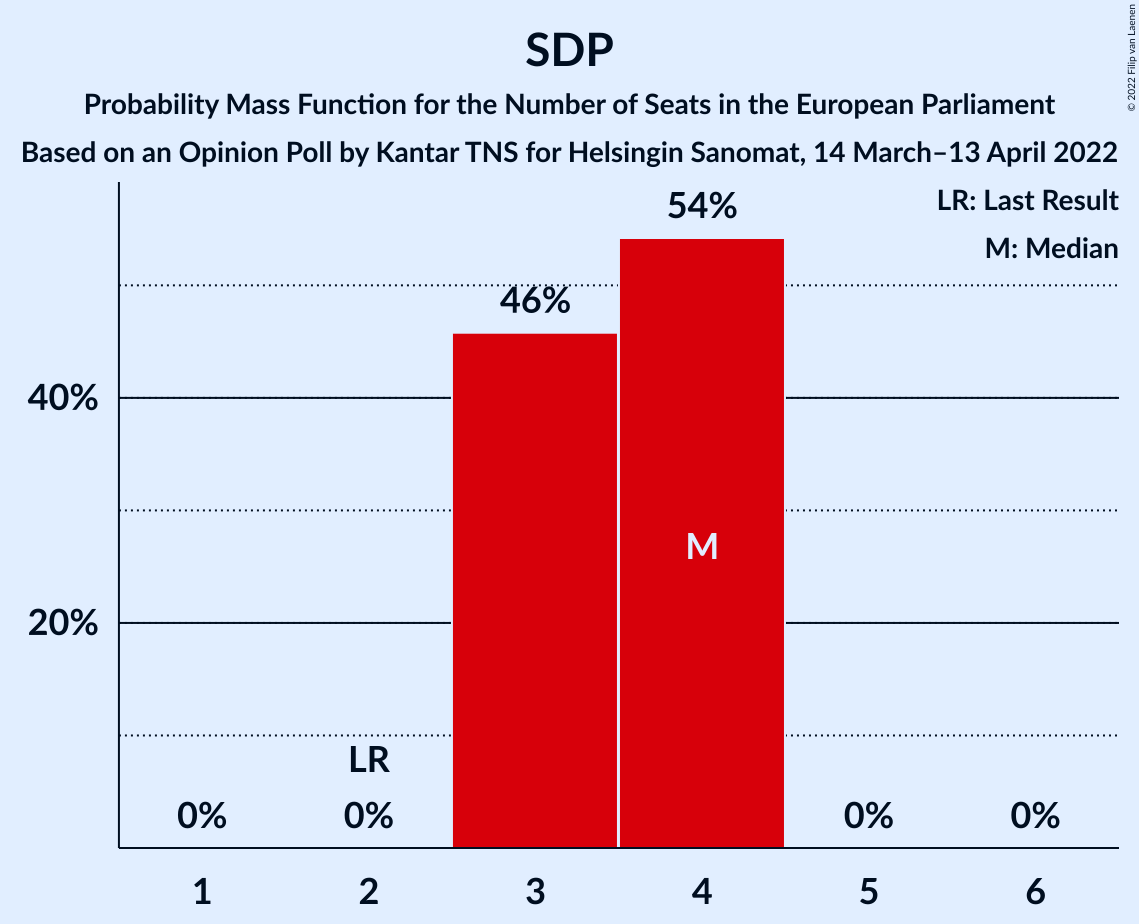 SDP
Probability Mass Function for the Number of Seats in the European Parliament
Based on an Opinion Poll by Kantar TNS for Helsingin Sanomat, 14 March–13 April 2022
© 2022 Filip van Laenen
LR: Last Result
M: Median
54%
46%
40%
M
20%
LR
0% 0% 0% 0%
1 2 3 4 5 6